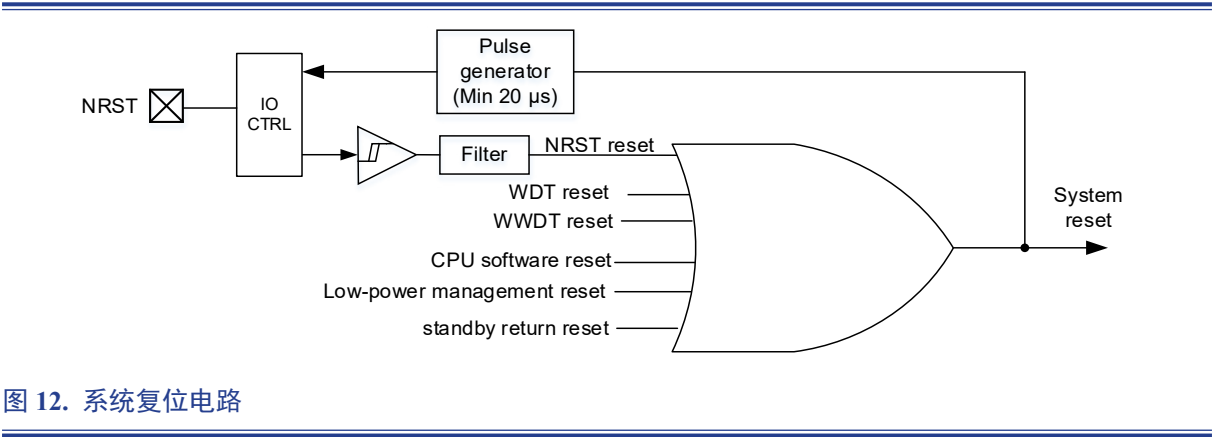 Pulse
generator
(Min 20 µs)
NRST
IO
CTRL
Filter
NRST reset
WDT reset
WWDT reset
CPU software reset
Low-power management reset
standby return reset
System
reset
图 12. 系统复位电路